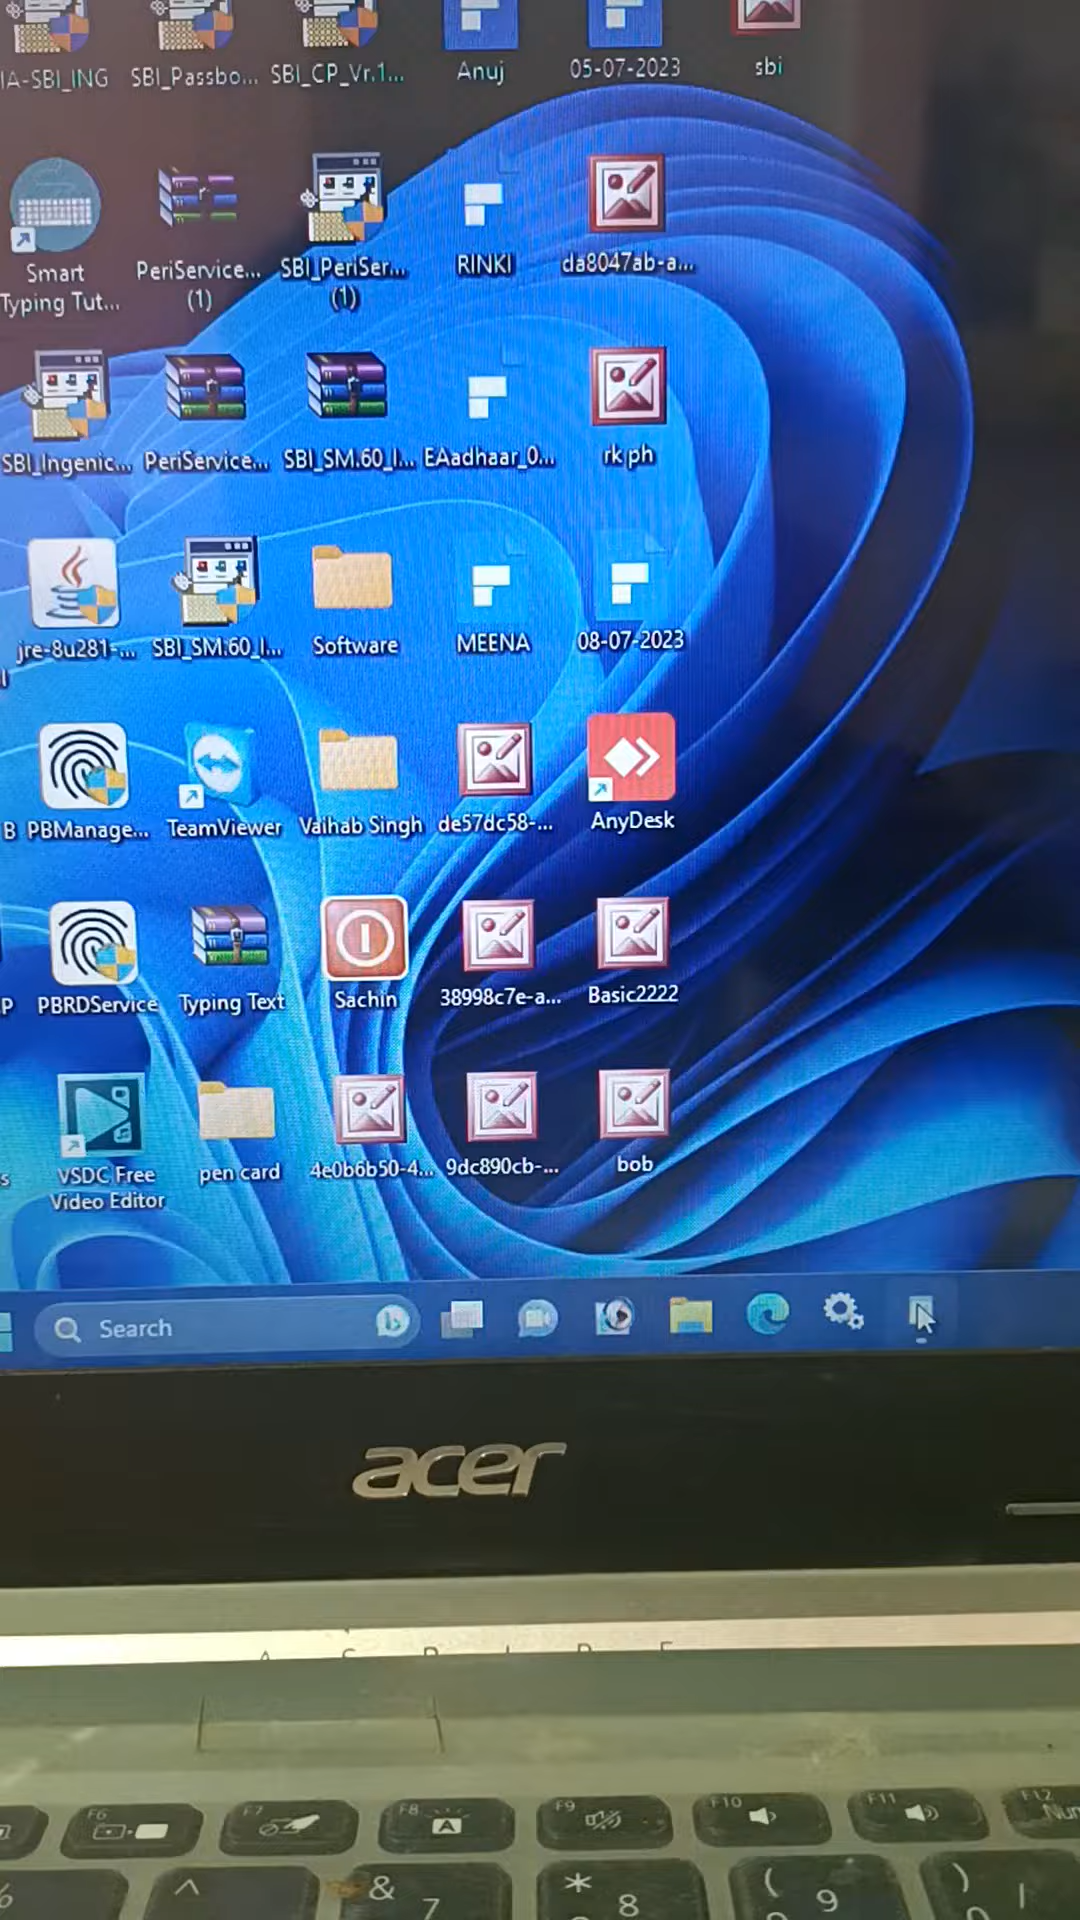 IA-SBI_ING SBI_Passbo... SBI_CP_Vr.1... Anuj 05-07-2023 sbi
Smart PeriService... SBI_PeriSer... RINKI da8047ab-a...
Typing Tut... (1) (1)
SBI_Ingenic... PeriService... SBI_SM.60_I... EAadhaar_0... rk ph
jre-8u281-... SBI_SM.60_I... Software MEENA 08-07-2023
B PBManage... TeamViewer Vaihab Singh de57dc58-... AnyDesk
P PBRDService Typing Text Sachin 38998c7e-a... Basic2222
s VSDC Free pen card 4e0b6b50-4... 9dc890cb-... bob
Video Editor
Search
acer
F6 F7 F8 F9 F10 F11 F12
A Num
% ^ & * ( )
7 8 9